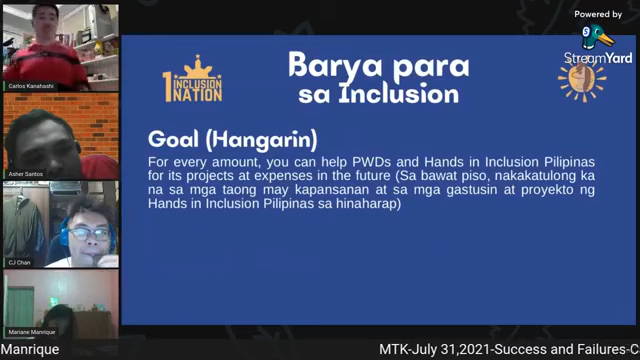 Powered by
StreamYard
Carlos Kanahashi
Asher Santos
CJ Chan
Mariane Manrique
1 INCLUSION
NATION
Barya para
sa Inclusion
Goal (Hangarin)
For every amount, you can help PWDs and Hands in Inclusion Pilipinas
for its projects at expenses in the future (Sa bawat piso, nakakatulong ka
na sa mga taong may kapansanan at sa mga gastusin at proyekto ng
Hands in Inclusion Pilipinas sa hinaharap)
Manrique
MTK-July 31,2021-Success and Failures-C